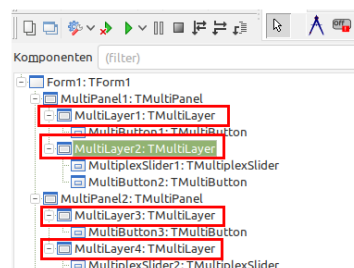 Komponenten (filter)
Form1: TForm1
MultiPanel1: TMultiPanel
MultiLayer1: TMultiLayer
MultiButton1: TMultiButton
MultiLayer2: TMultiLayer
MultiplexSlider1: TMultiplexSlider
MultiButton2: TMultiButton
MultiPanel2: TMultiPanel
MultiLayer3: TMultiLayer
MultiButton3: TMultiButton
MultiLayer4: TMultiLayer
MultiplexSlider2: TMultiplexSlider